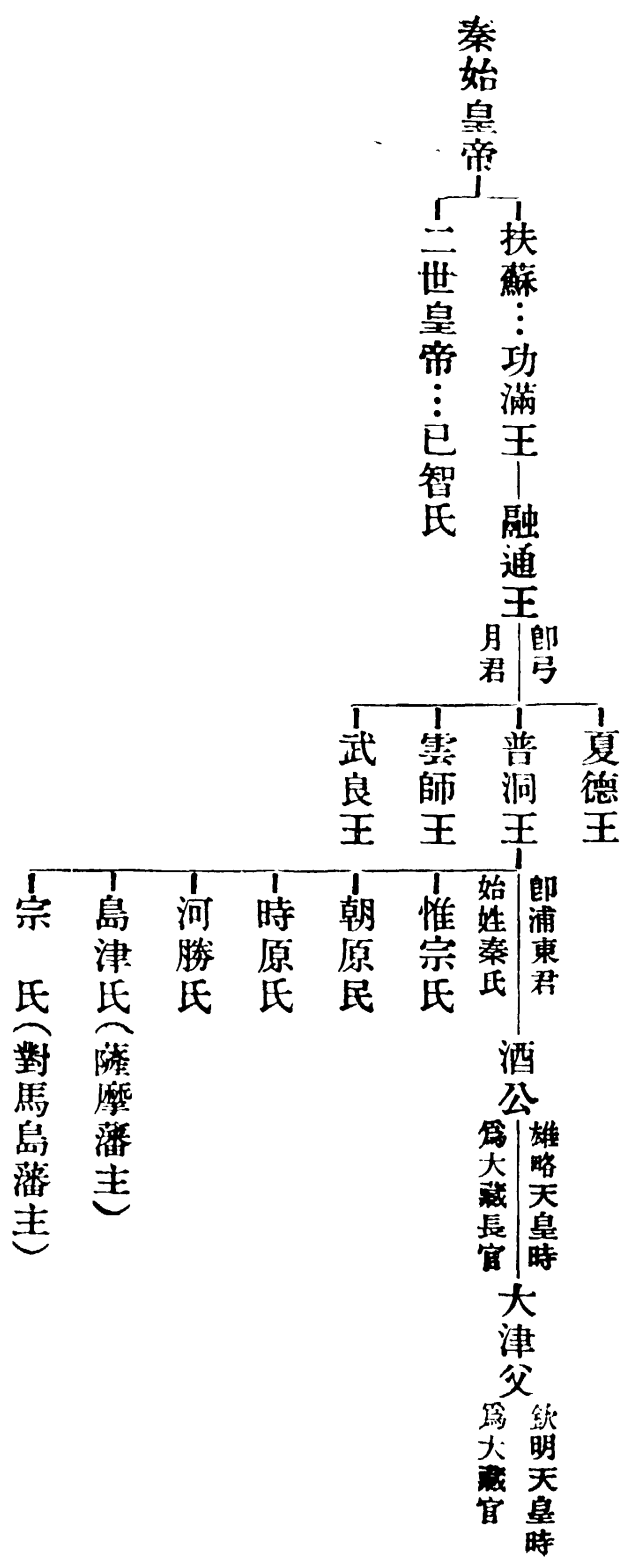 秦始皇帝
扶蘇…功滿王
融通王
卽弓
月君
二世皇帝…已智氏
夏德王
普洞王
雲師王
武良王
卽浦東君
始姓秦氏
酒公
雄略天皇時
爲大藏長官
大津父
欽明天皇時
爲大藏官
惟宗氏
朝原民
時原氏
河勝氏
島津氏(薩摩藩主)
宗　氏(對馬島藩主)